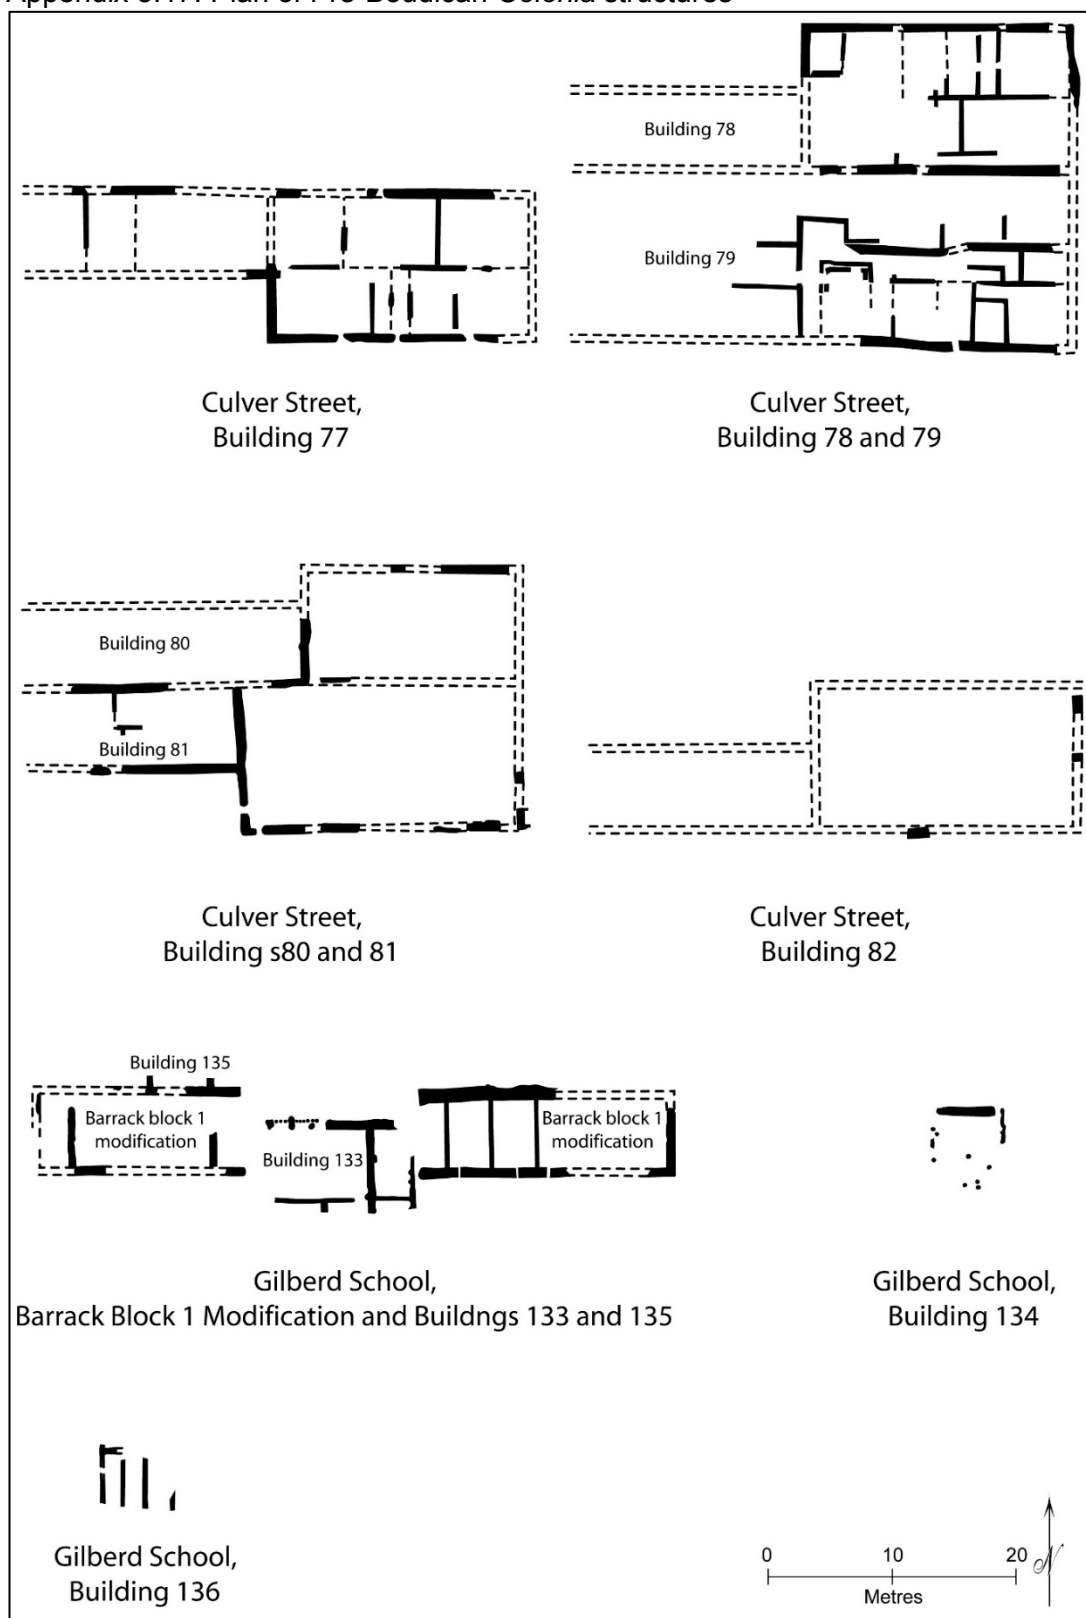 Appendix 5.1.1 Plan of Pre-Boudican Colonia structures
Building 78
Building 79
Culver Street,
Building 77
Culver Street,
Building 78 and 79
Building 80
Building 81
Culver Street,
Building s80 and 81
Culver Street,
Building 82
Building 135
Barrack block 1
modification
Building 133
Barrack block 1
modification
Gilberd School,
Barrack Block 1 Modification and Buildngs 133 and 135
Gilberd School,
Building 134
Gilberd School,
Building 136
0 10 20
Metres
N